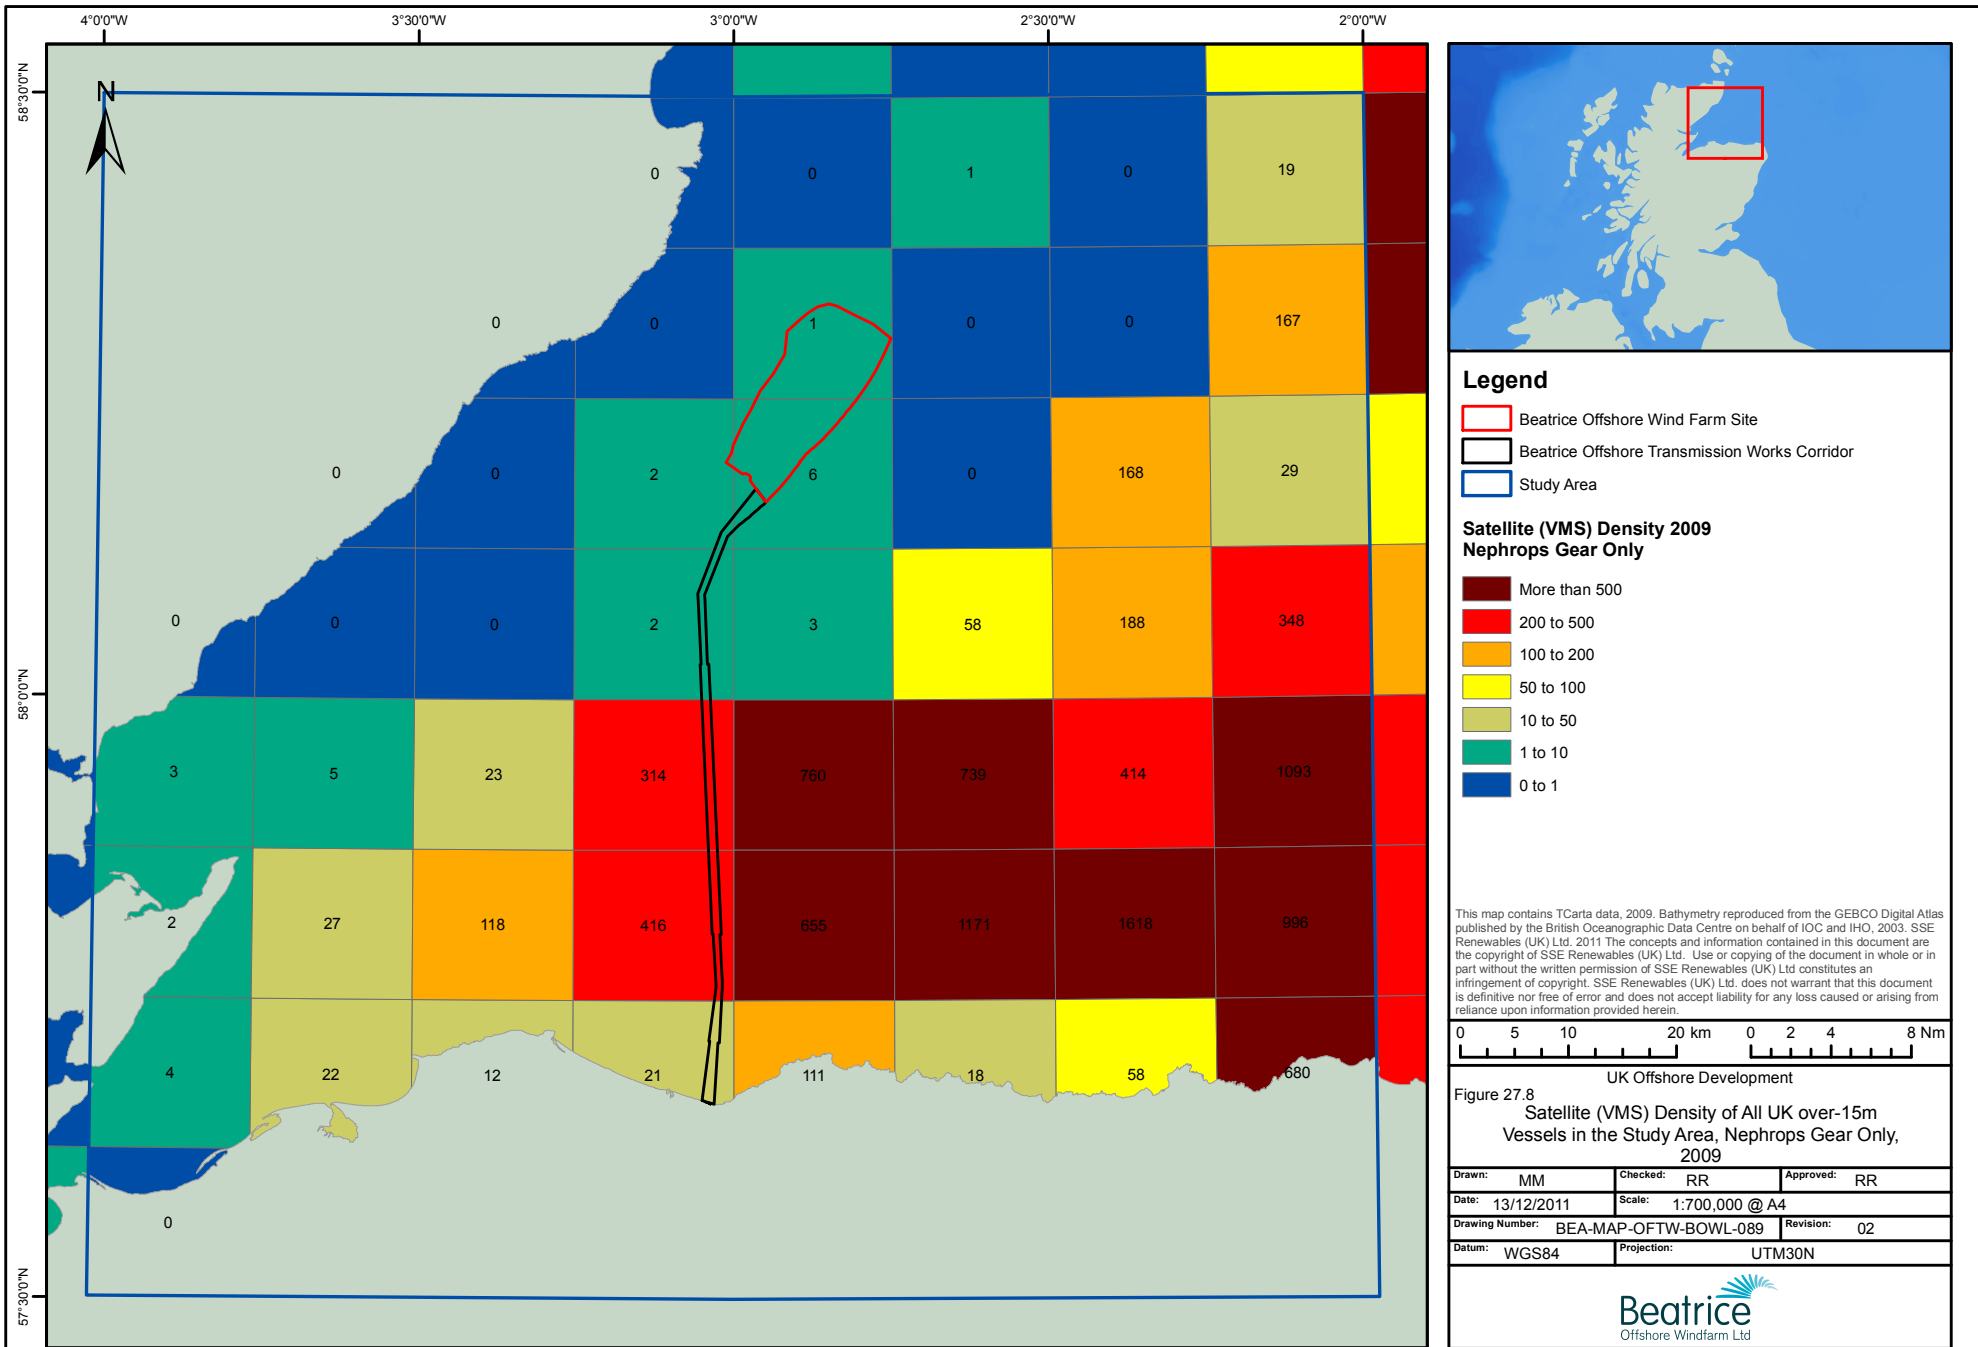 4°0'0"W 3°30'0"W 3°0'0"W 2°30'0"W 2°0'0"W
58°30'0"N
58°0'0"N
57°30'0"N
N
0 0 1 0 19
0 0 1 0 0 167
0 0 2 6 0 168 29
0 0 0 2 3 58 188 348
3 5 23 314 760 739 414 1093
2 27 118 416 655 1171 1618 996
4 22 12 21 111 18 58 680
0
Legend
Beatrice Offshore Wind Farm Site
Beatrice Offshore Transmission Works Corridor
Study Area
Satellite (VMS) Density 2009
Nephrops Gear Only
More than 500
200 to 500
100 to 200
50 to 100
10 to 50
1 to 10
0 to 1
This map contains TCarta data, 2009. Bathymetry reproduced from the GEBCO Digital Atlas
published by the British Oceanographic Data Centre on behalf of IOC and IHO, 2003. SSE
Renewables (UK) Ltd. 2011 The concepts and information contained in this document are
the copyright of SSE Renewables (UK) Ltd. Use or copying of the document in whole or in
part without the written permission of SSE Renewables (UK) Ltd constitutes an
infringement of copyright. SSE Renewables (UK) Ltd. does not warrant that this document
is definitive nor free of error and does not accept liability for any loss caused or arising from
reliance upon information provided herein.
0 5 10 20 km 0 2 4 8 Nm
UK Offshore Development
Figure 27.8
Satellite (VMS) Density of All UK over-15m
Vessels in the Study Area, Nephrops Gear Only,
2009
Drawn: MM Checked: RR Approved: RR
Date: 13/12/2011 Scale: 1:700,000 @ A4
Drawing Number: BEA-MAP-OFTW-BOWL-089 Revision: 02
Datum: WGS84 Projection: UTM30N
Beatrice
Offshore Windfarm Ltd